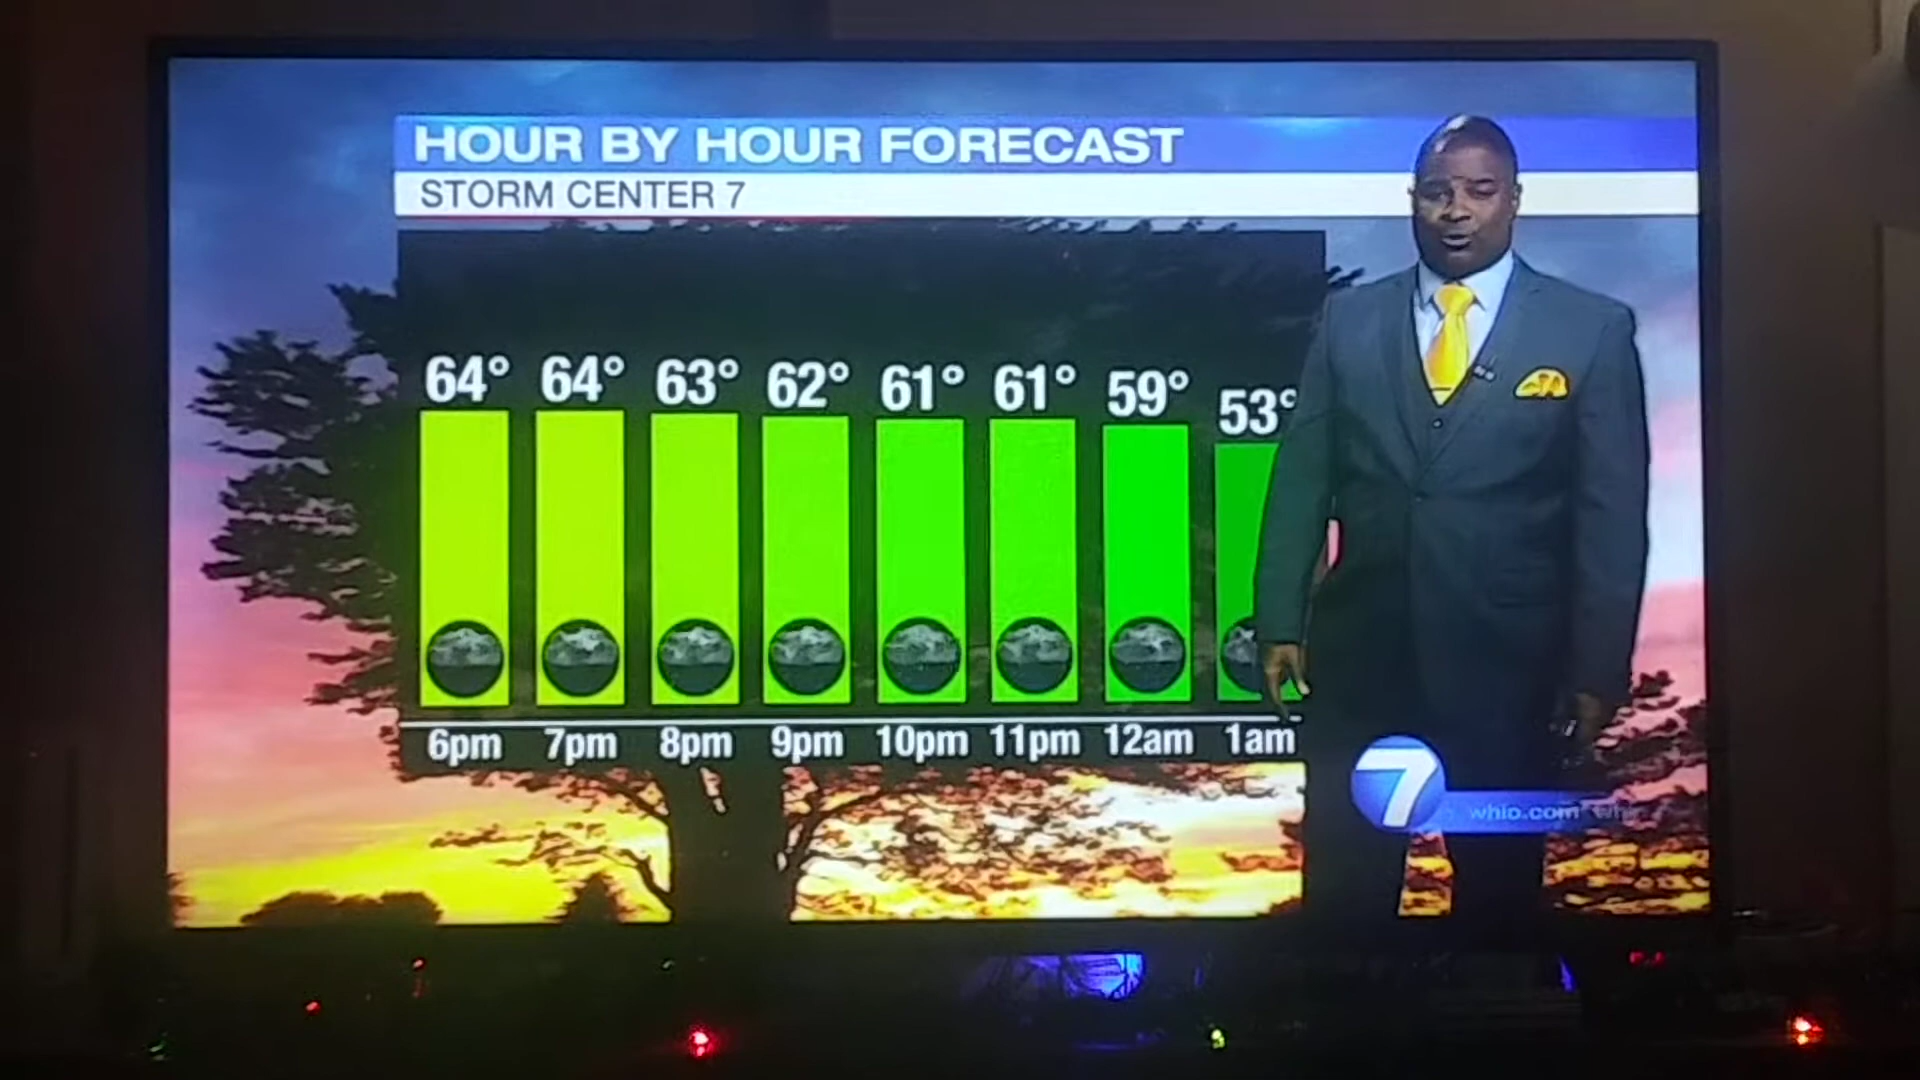 HOUR BY HOUR FORECAST
STORM CENTER 7
64° 64° 63° 62° 61° 61° 59° 53°
6pm 7pm 8pm 9pm 10pm 11pm 12am 1am
7
whio.com